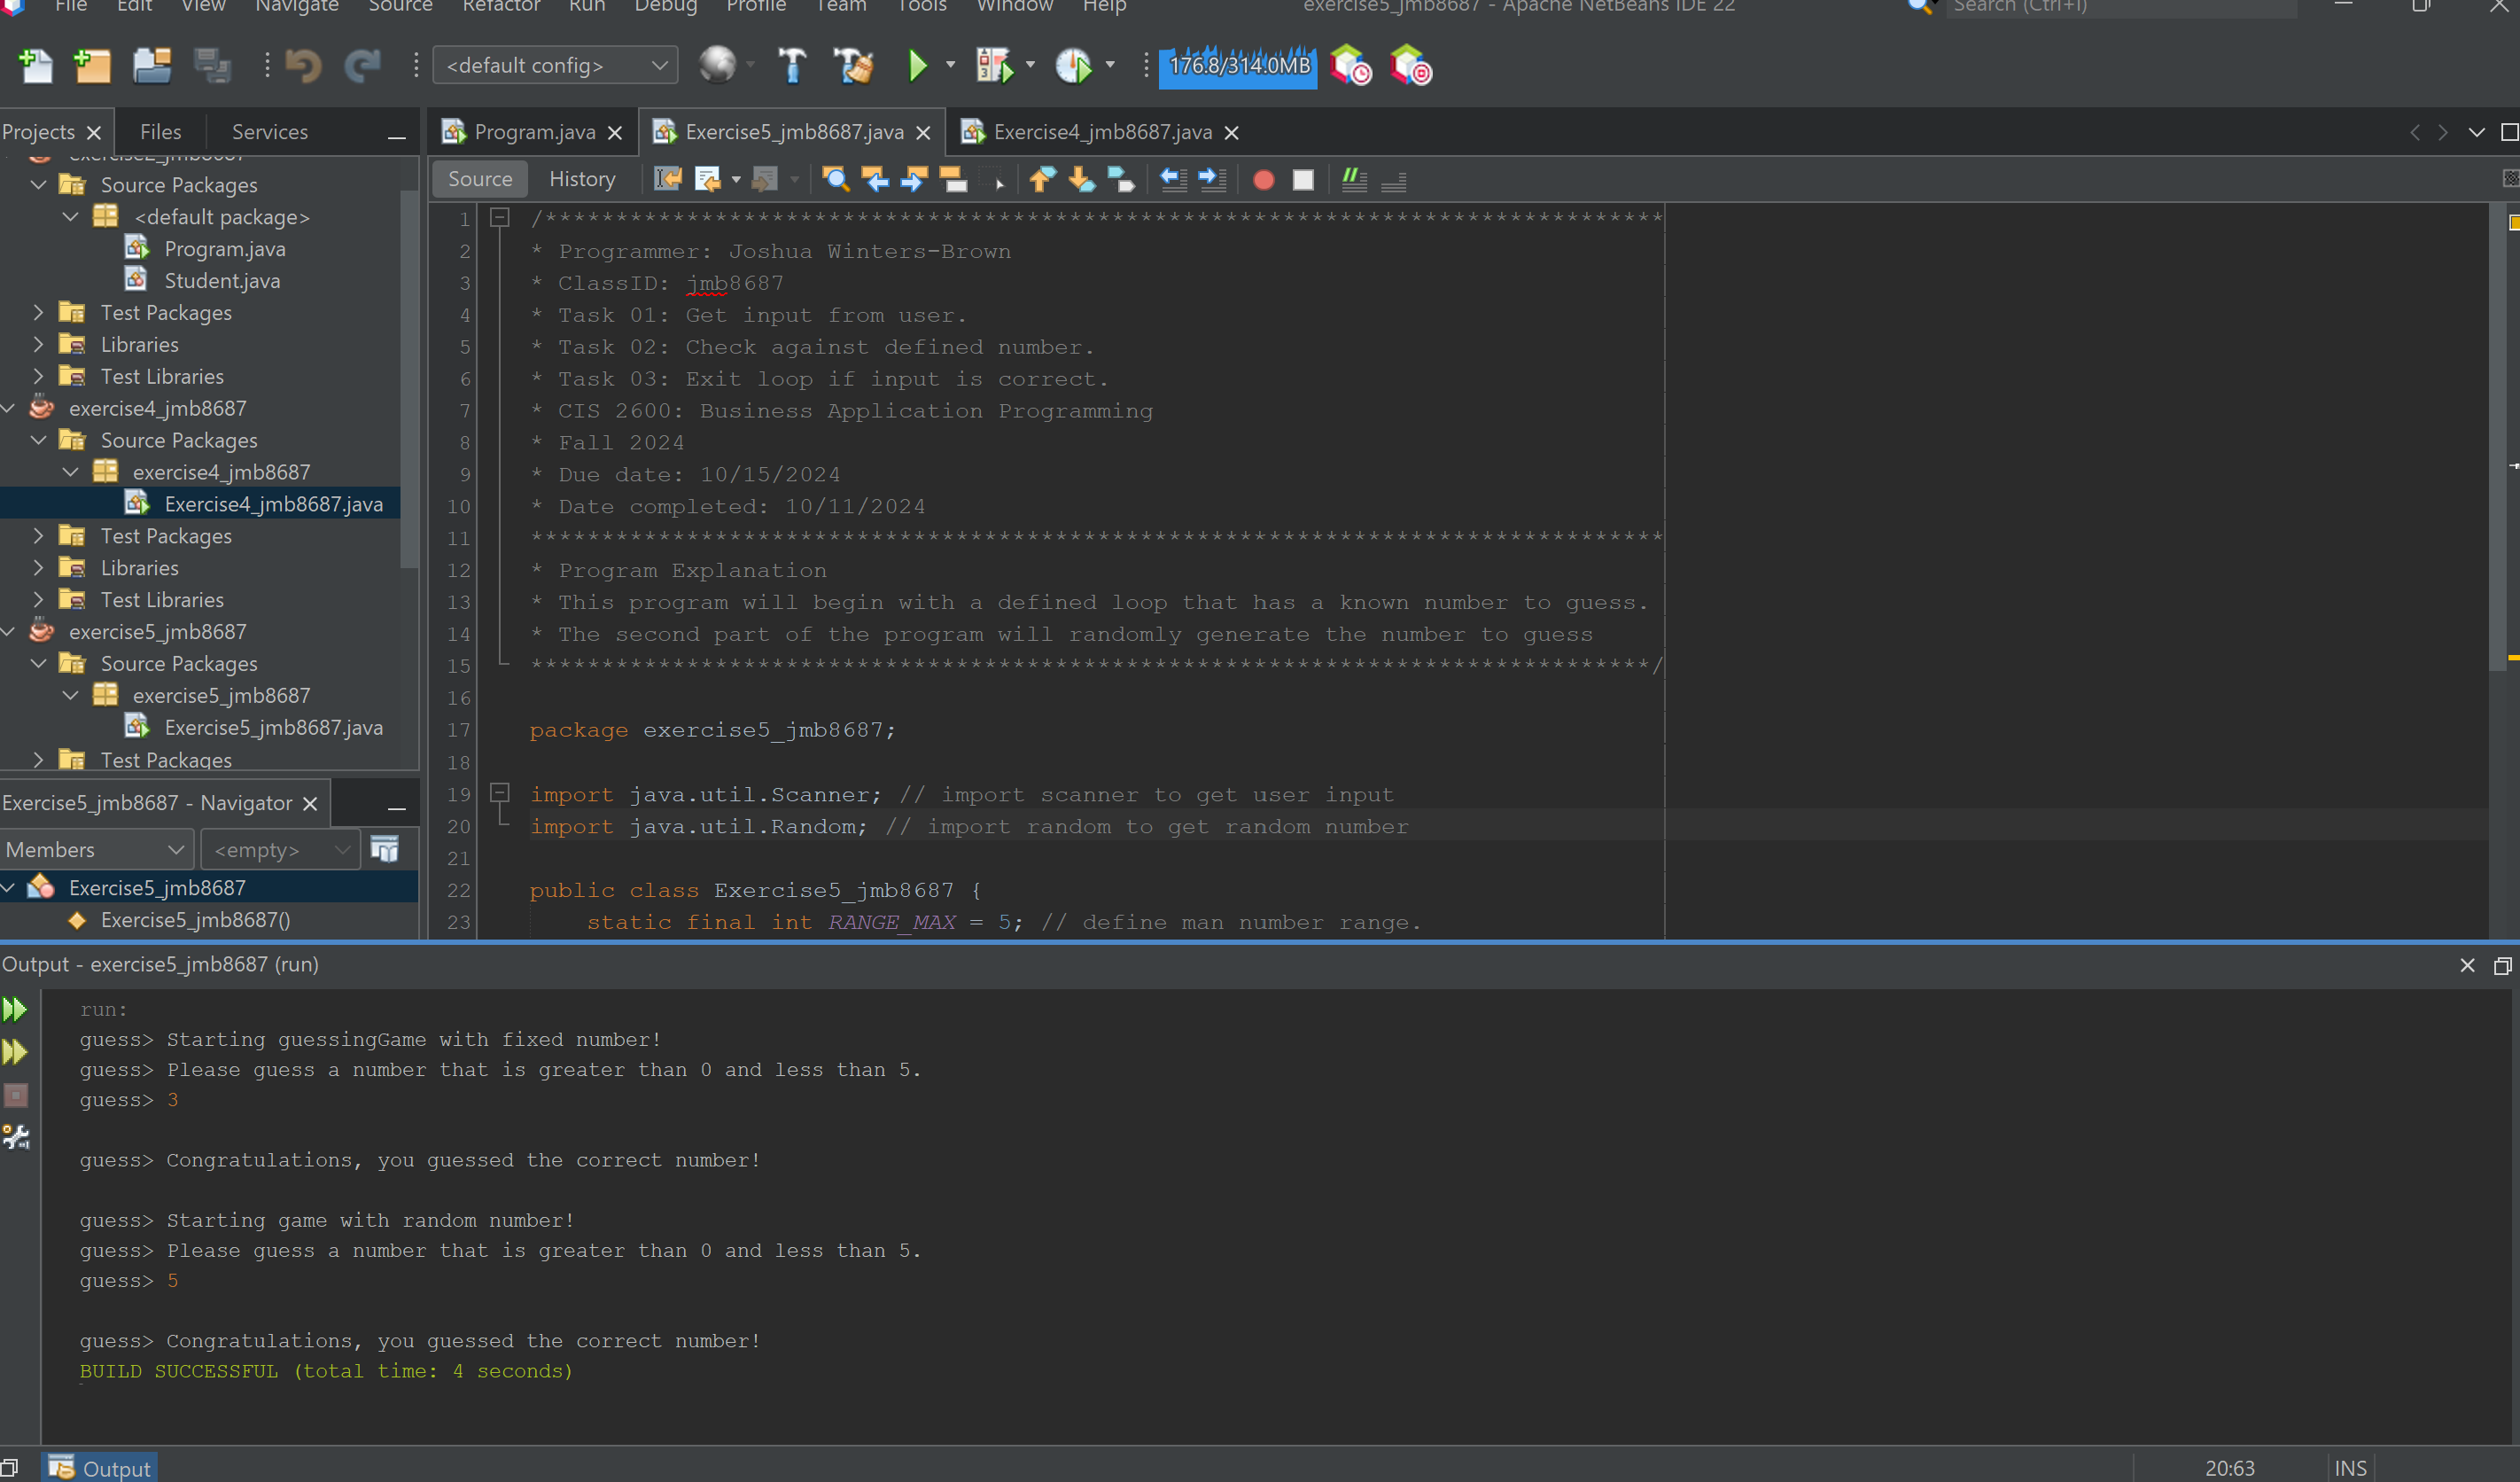 File Edit View Navigate Source Refactor Run Debug Profile Team Tools Window Help
exercise5_jmb8687 - Apache NetBeans IDE 22
Search (Ctrl+I)
<default config>
176.8/314.0MB
Projects Files Services
Program.java Exercise5_jmb8687.java Exercise4_jmb8687.java
Source History
exercise2_jmb8687
Source Packages
<default package>
Program.java
Student.java
Test Packages
Libraries
Test Libraries
exercise4_jmb8687
Source Packages
exercise4_jmb8687
Exercise4_jmb8687.java
Test Packages
Libraries
Test Libraries
exercise5_jmb8687
Source Packages
exercise5_jmb8687
Exercise5_jmb8687.java
Test Packages
Exercise5_jmb8687 - Navigator
Members
<empty>
Exercise5_jmb8687
Exercise5_jmb8687()
1 /*******************************************************************************
2 * Programmer: Joshua Winters-Brown
3 * ClassID: jmb8687
4 * Task 01: Get input from user.
5 * Task 02: Check against defined number.
6 * Task 03: Exit loop if input is correct.
7 * CIS 2600: Business Application Programming
8 * Fall 2024
9 * Due date: 10/15/2024
10 * Date completed: 10/11/2024
11 ********************************************************************************
12 * Program Explanation
13 * This program will begin with a defined loop that has a known number to guess.
14 * The second part of the program will randomly generate the number to guess
15 *******************************************************************************/
16
17 package exercise5_jmb8687;
18
19 import java.util.Scanner; // import scanner to get user input
20 import java.util.Random; // import random to get random number
21
22 public class Exercise5_jmb8687 {
23 static final int RANGE_MAX = 5; // define man number range.
Output - exercise5_jmb8687 (run)
run:
guess> Starting guessingGame with fixed number!
guess> Please guess a number that is greater than 0 and less than 5.
guess> 3
guess> Congratulations, you guessed the correct number!
guess> Starting game with random number!
guess> Please guess a number that is greater than 0 and less than 5.
guess> 5
guess> Congratulations, you guessed the correct number!
BUILD SUCCESSFUL (total time: 4 seconds)
Output
20:63
INS